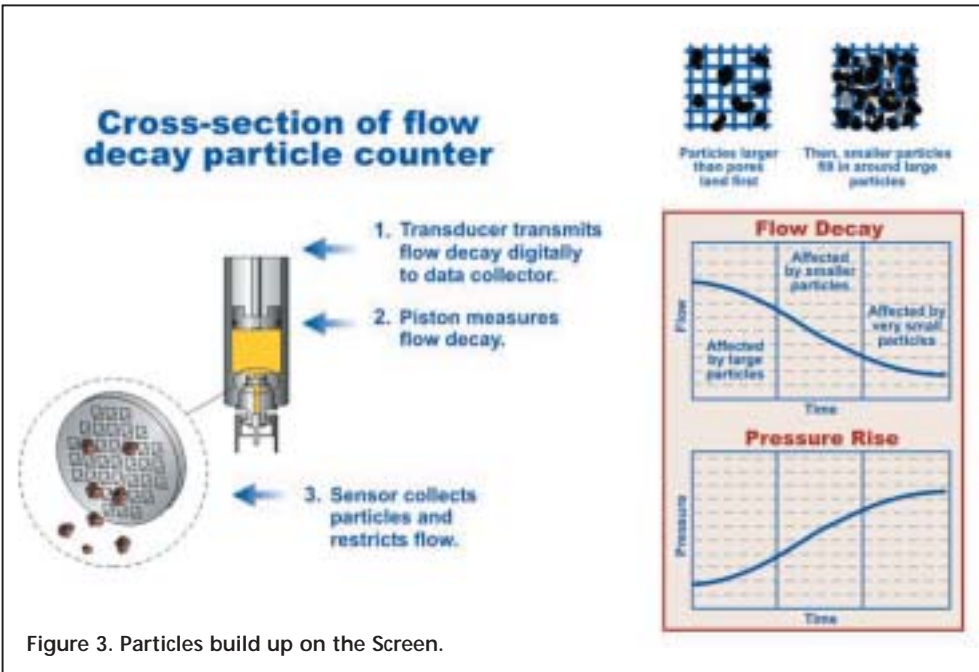 Cross-section of flow
decay particle counter
1. Transducer transmits
flow decay digitally
to data collector.
2. Piston measures
flow decay.
3. Sensor collects
particles and
restricts flow.
Particles larger
than pores
land first
Then, smaller particles
fill in around large
particles
Flow Decay
Flow
Affected
by large
particles
Affected
by smaller
particles
Affected by
very small
particles
Time
Pressure Rise
Pressure
Time
Figure 3. Particles build up on the Screen.